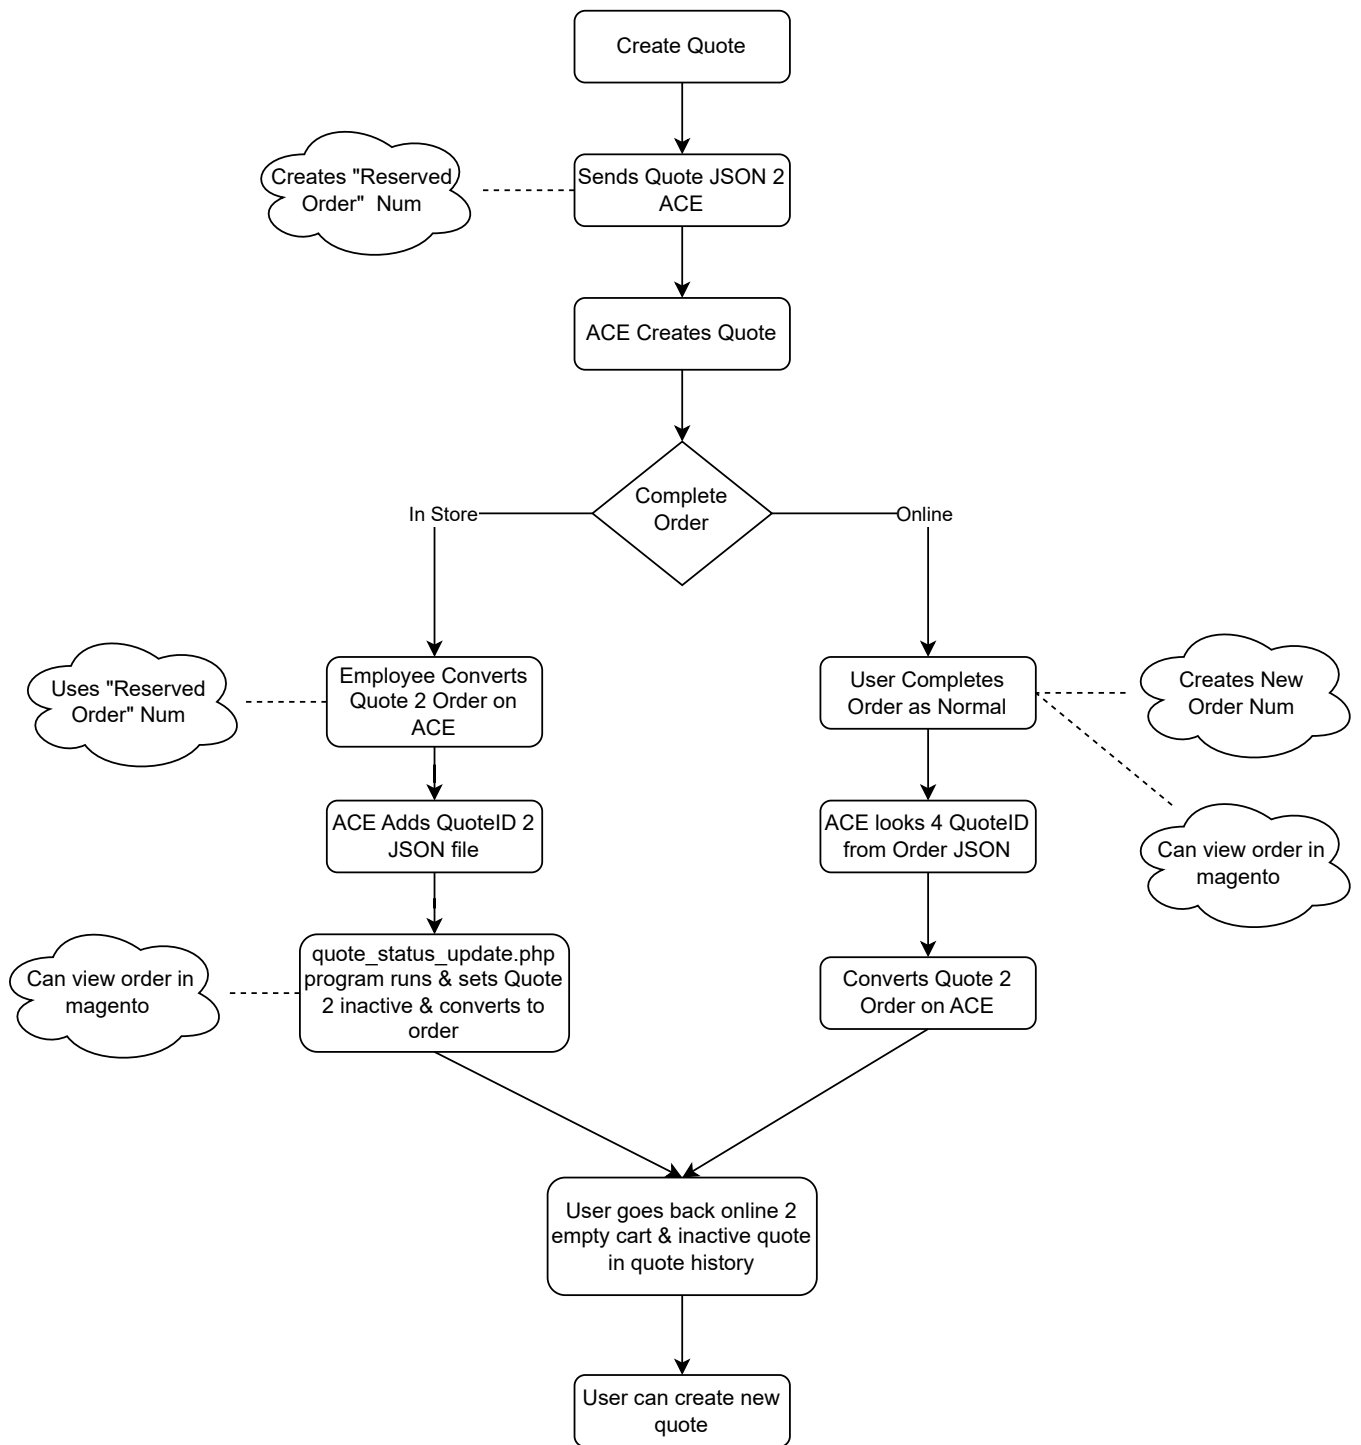 Create Quote
Creates "Reserved
Order" Num
Sends Quote JSON 2
ACE
ACE Creates Quote
Complete
Order
In Store
Online
Uses "Reserved
Order" Num
Employee Converts
Quote 2 Order on
ACE
User Completes
Order as Normal
Creates New
Order Num
ACE Adds QuoteID 2
JSON file
ACE looks 4 QuoteID
from Order JSON
Can view order in
magento
Can view order in
magento
quote_status_update.php
program runs & sets Quote
2 inactive & converts to
order
Converts Quote 2
Order on ACE
User goes back online 2
empty cart & inactive quote
in quote history
User can create new
quote